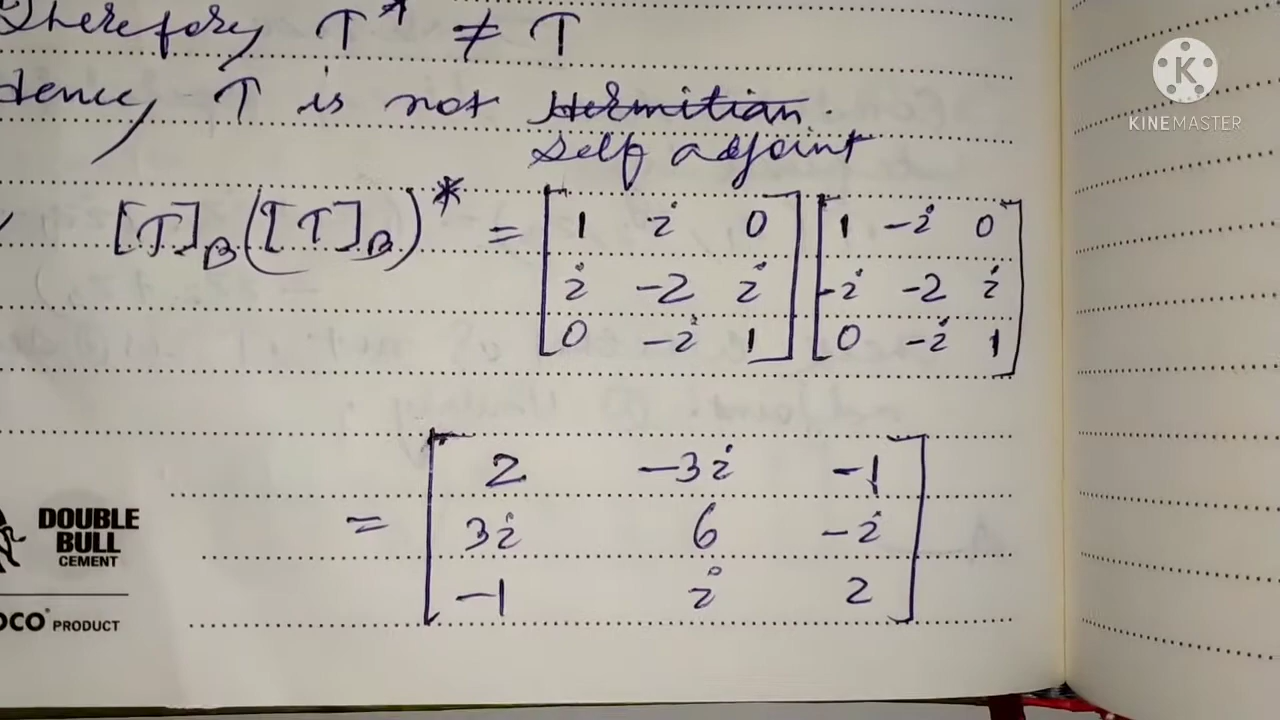 Therefore, T* ≠ T
Hence, T is not Hermitian.
Self adjoint
[T]B ([T]B)* = [1 i 0] [1 -i 0]
[i -2 i] [-i -2 i]
[0 -i 1] [0 -i 1]
= [2 -3i -1]
[3i 6 -i]
[-1 i 2]
DOUBLE
BULL
CEMENT
OCO® PRODUCT
K
KINEMASTER